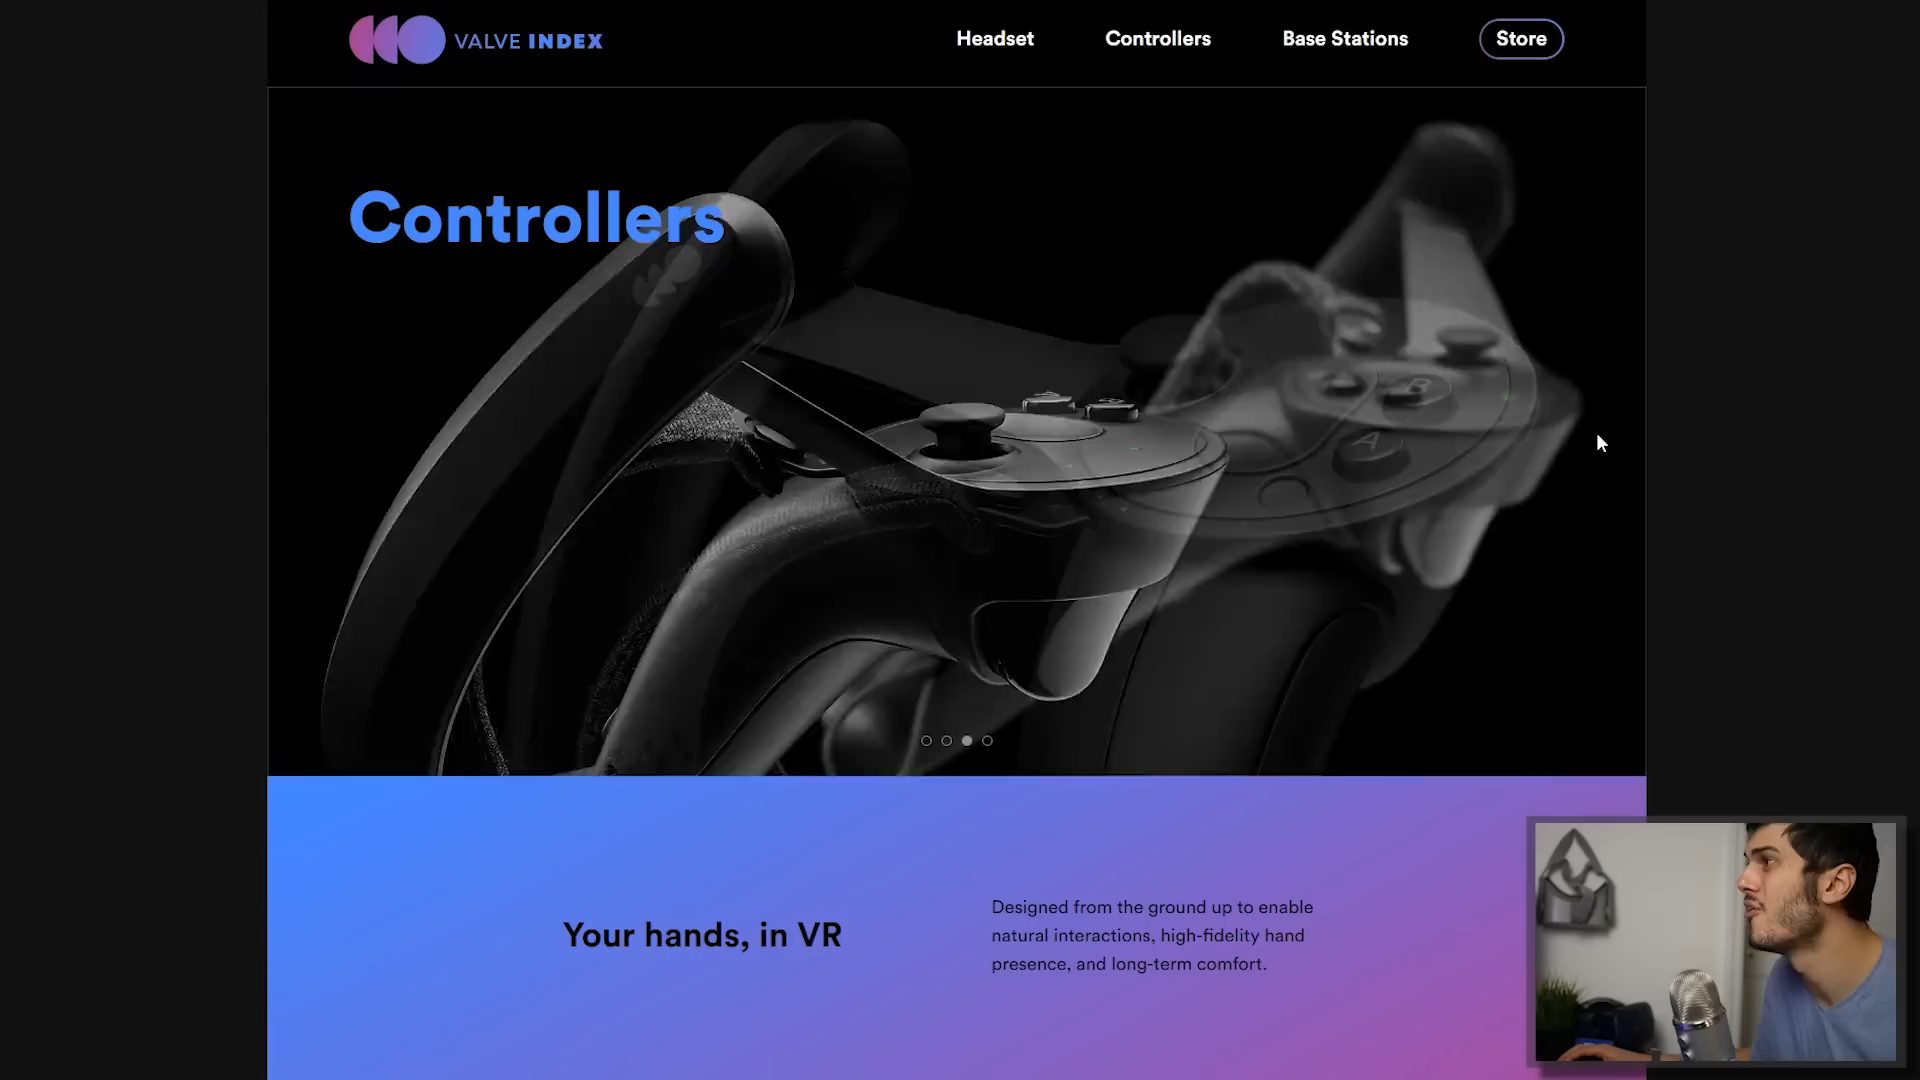 VALVE INDEX
Headset
Controllers
Base Stations
Store
Controllers
B
A
Your hands, in VR
Designed from the ground up to enable
natural interactions, high-fidelity hand
presence, and long-term comfort.